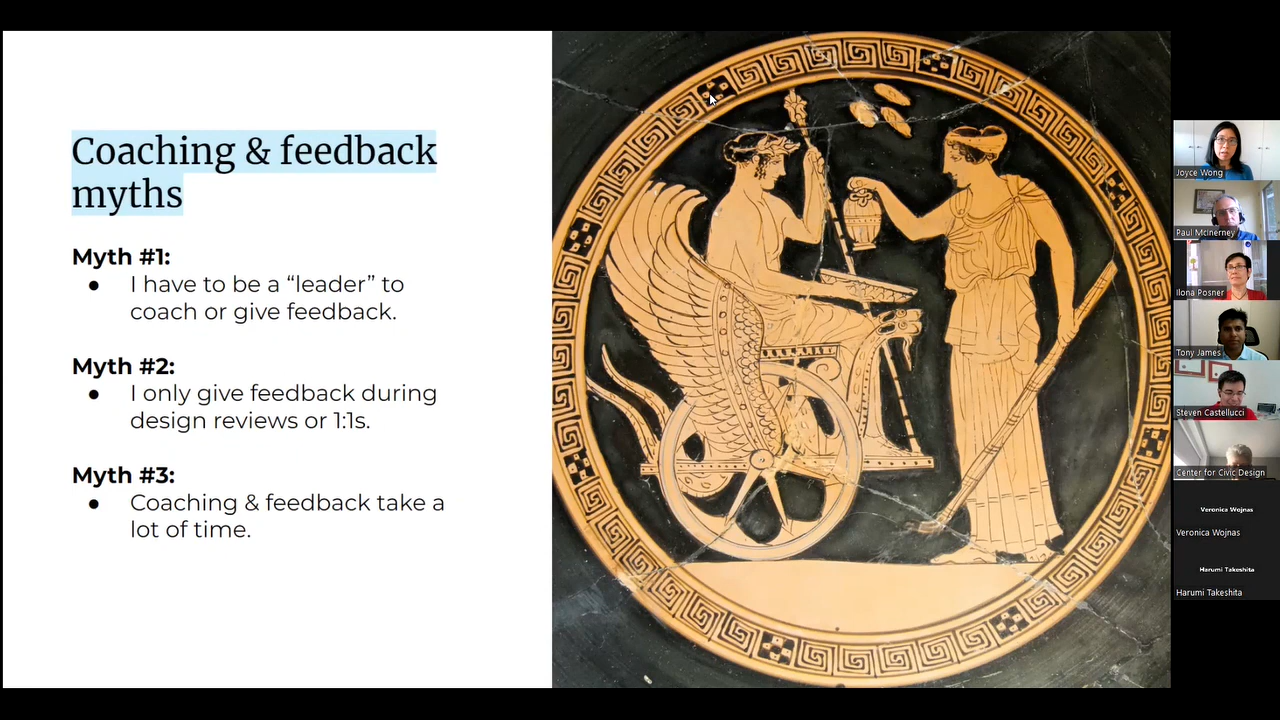 Coaching & feedback
myths
Myth #1:
● I have to be a “leader” to
coach or give feedback.
Myth #2:
● I only give feedback during
design reviews or 1:1s.
Myth #3:
● Coaching & feedback take a
lot of time.
Joyce Wong
Paul McInerney
Ilona Posner
Tony James
Steven Castellucci
Center for Civic Design
Veronica Wojnas
Veronica Wojnas
Harumi Takeshita
Harumi Takeshita